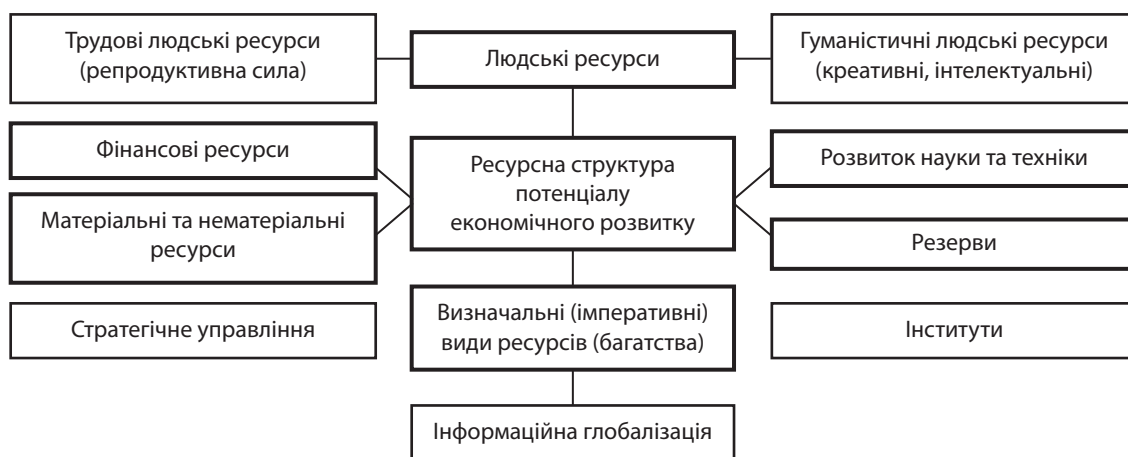 Трудові людські ресурси
(репродуктивна сила)
Людські ресурси
Гуманістичні людські ресурси
(креативні, інтелектуальні)
Фінансові ресурси
Ресурсна структура
потенціалу
економічного розвитку
Розвиток науки та техніки
Матеріальні та нематеріальні
ресурси
Резерви
Стратегічне управління
Визначальні (імперативні)
види ресурсів (багатства)
Інститути
Інформаційна глобалізація